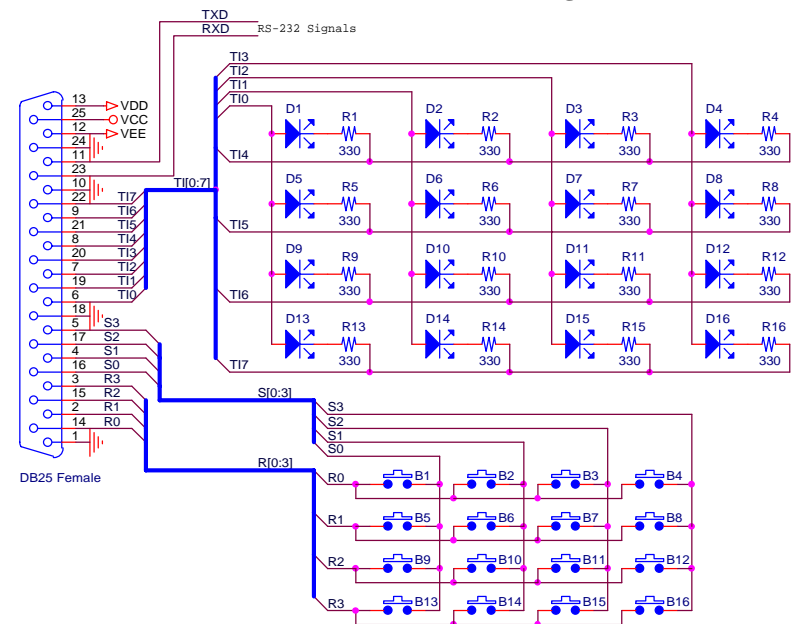 TXD
RXD RS-232 Signals
TI3
TI2
TI1
TI0
13 VDD
25 VCC
12 VEE
24
11
23
10
22 TI7
9 TI6
21 TI5
8 TI4
20 TI3
7 TI2
19 TI1
6 TI0
18
5 S3
17 S2
4 S1
16 S0
3 R3
15 R2
2 R1
14 R0
1
DB25 Female
TI[0:7]
D1 R1 D2 R2 D3 R3 D4 R4
330 330 330 330
TI4
D5 R5 D6 R6 D7 R7 D8 R8
330 330 330 330
TI5
D9 R9 D10 R10 D11 R11 D12 R12
330 330 330 330
TI6
D13 R13 D14 R14 D15 R15 D16 R16
330 330 330 330
TI7
S[0:3]
S3
S2
S1
S0
R[0:3]
R0 B1 B2 B3 B4
R1 B5 B6 B7 B8
R2 B9 B10 B11 B12
R3 B13 B14 B15 B16